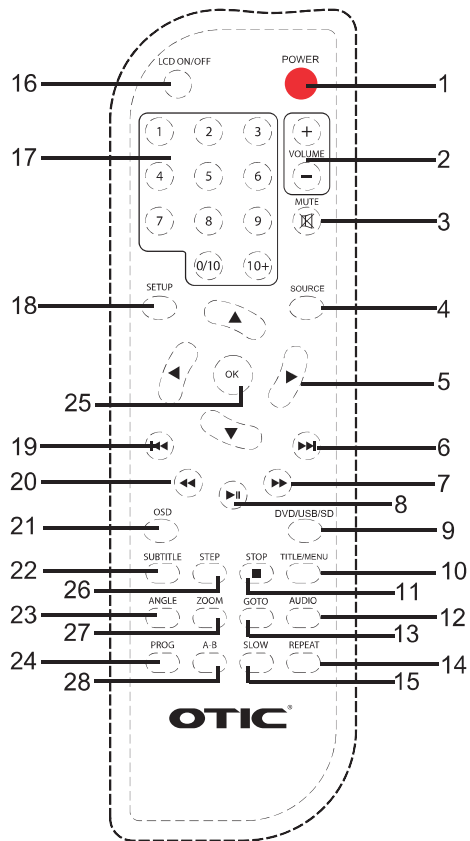 LCD ON/OFF POWER
16 1
1 2 3 +
17 VOLUME 2
4 5 6 −
MUTE
7 8 9 3
0/10 10+
SETUP SOURCE
18 4
OK 5
25
19 6
20 7
8
OSD DVD/USB/SD
21 9
SUBTITLE STEP STOP TITLE/MENU
22 10
26 11
ANGLE ZOOM GOTO AUDIO
23 12
27 13
PROG A-B SLOW REPEAT
24 14
28 15
OTIC®